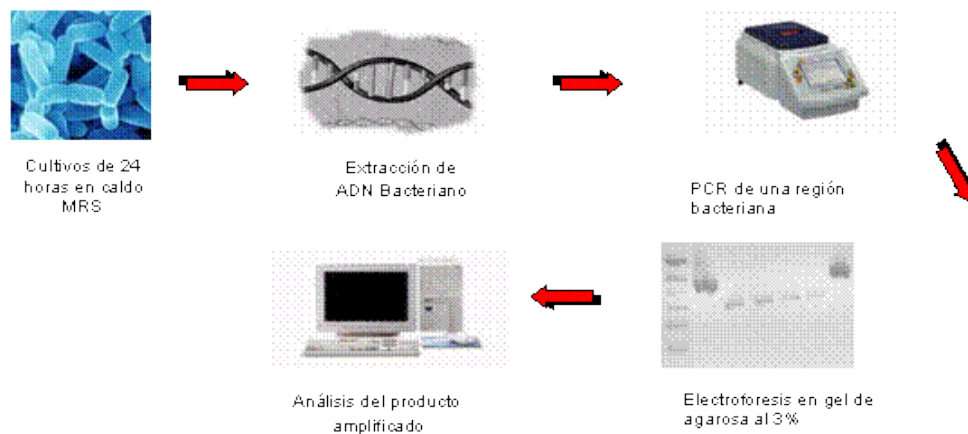 Cultivos de 24
horas en caldo
MRS
Extracción de
ADN Bacteriano
PCR de una región
bacteriana
Análisis del producto
amplificado
Electroforesis en gel de
agarosa al 3%